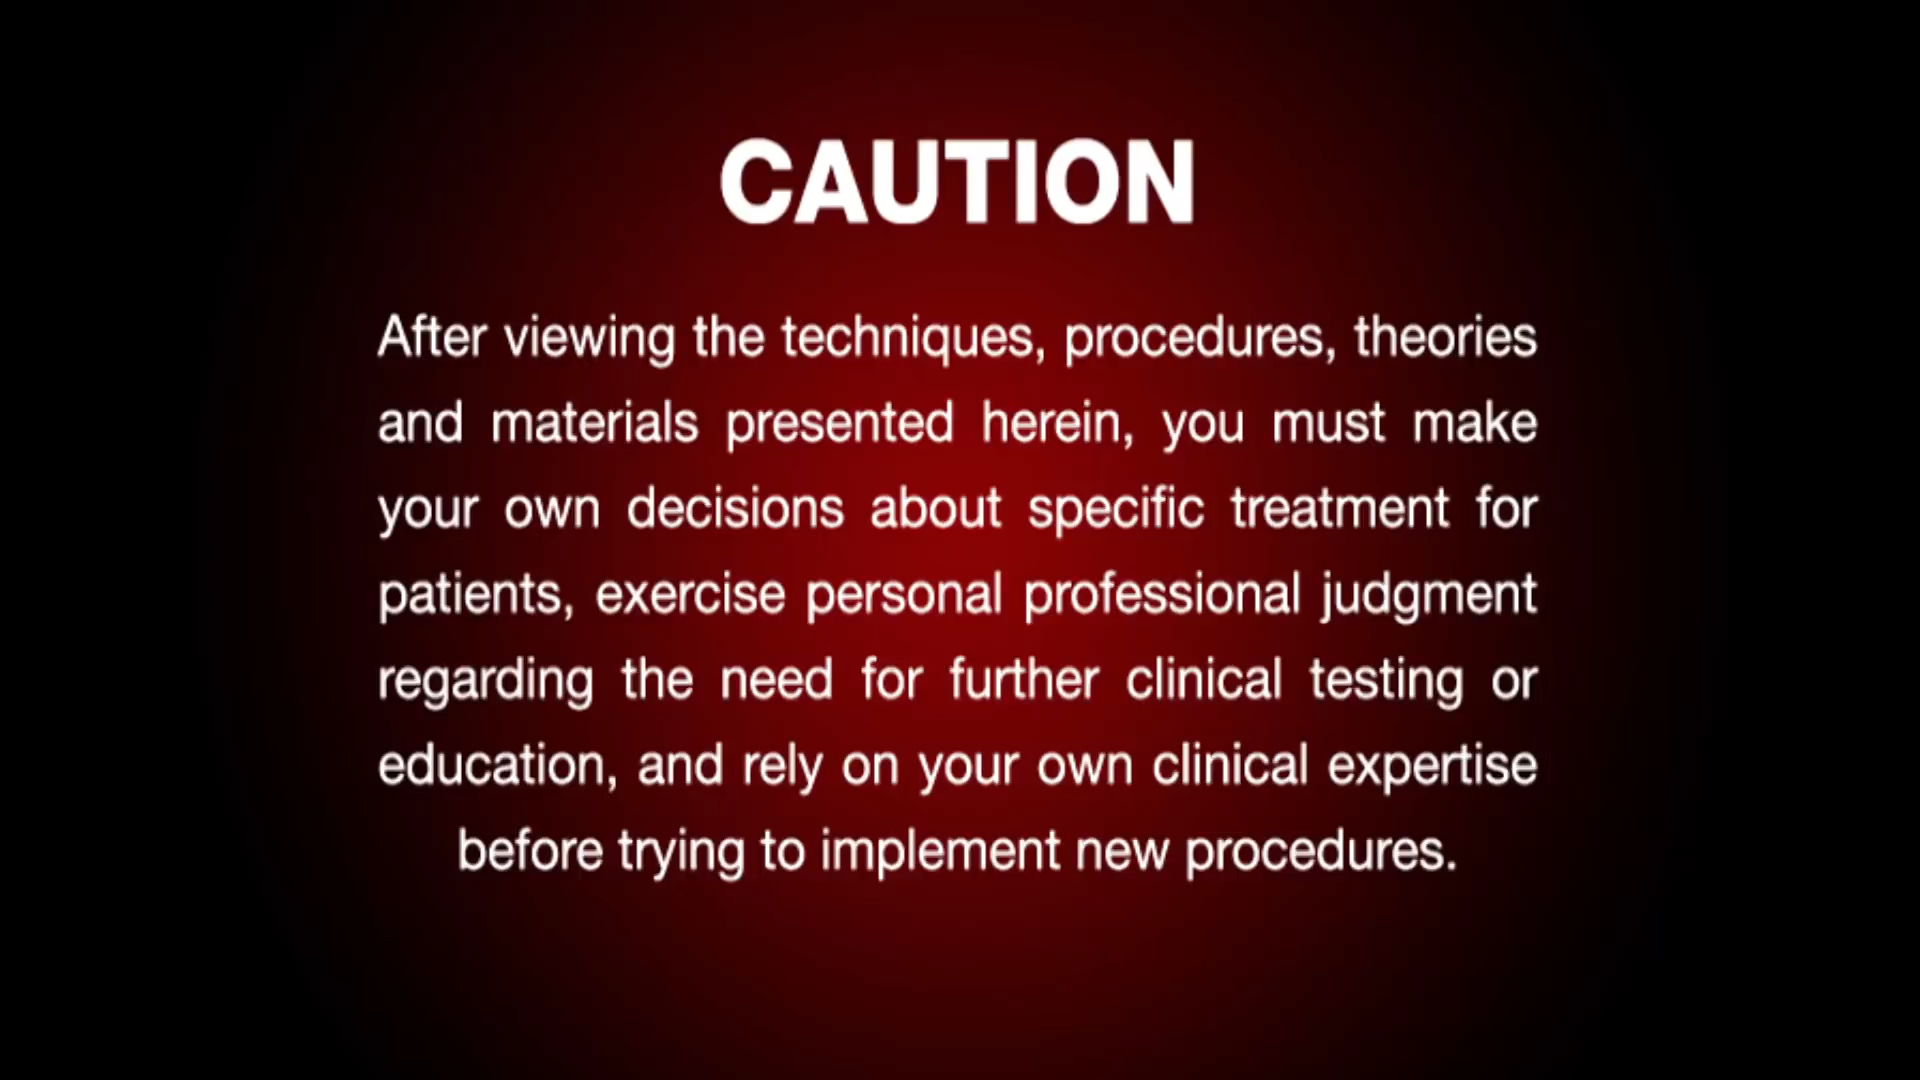 CAUTION
After viewing the techniques, procedures, theories
and materials presented herein, you must make
your own decisions about specific treatment for
patients, exercise personal professional judgment
regarding the need for further clinical testing or
education, and rely on your own clinical expertise
before trying to implement new procedures.